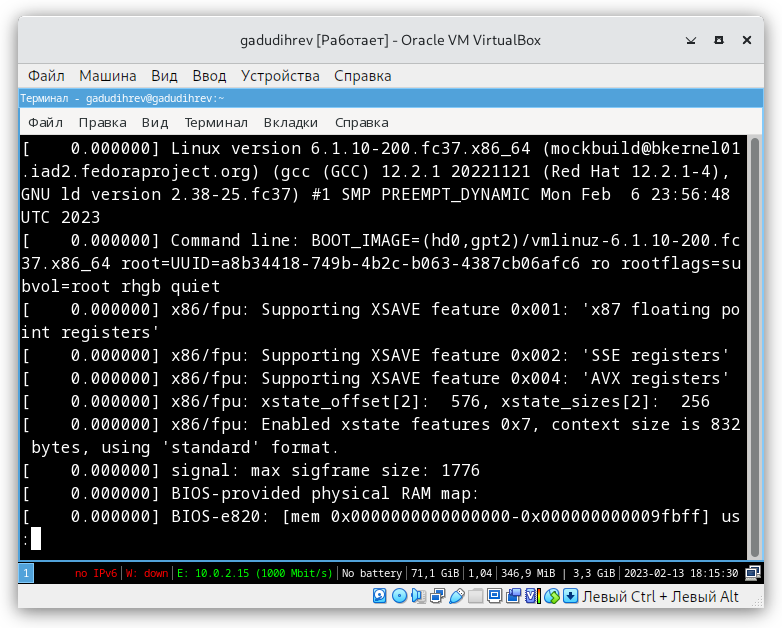 gadudihrev [Работает] - Oracle VM VirtualBox
Файл Машина Вид Ввод Устройства Справка
Терминал - gadudihrev@gadudihrev:~
Файл Правка Вид Терминал Вкладки Справка
[    0.000000] Linux version 6.1.10-200.fc37.x86_64 (mockbuild@bkernel01
.iad2.fedoraproject.org) (gcc (GCC) 12.2.1 20221121 (Red Hat 12.2.1-4),
GNU ld version 2.38-25.fc37) #1 SMP PREEMPT_DYNAMIC Mon Feb  6 23:56:48
UTC 2023
[    0.000000] Command line: BOOT_IMAGE=(hd0,gpt2)/vmlinuz-6.1.10-200.fc
37.x86_64 root=UUID=a8b34418-749b-4b2c-b063-4387cb06afc6 ro rootflags=su
bvol=root rhgb quiet
[    0.000000] x86/fpu: Supporting XSAVE feature 0x001: 'x87 floating po
int registers'
[    0.000000] x86/fpu: Supporting XSAVE feature 0x002: 'SSE registers'
[    0.000000] x86/fpu: Supporting XSAVE feature 0x004: 'AVX registers'
[    0.000000] x86/fpu: xstate_offset[2]:  576, xstate_sizes[2]:  256
[    0.000000] x86/fpu: Enabled xstate features 0x7, context size is 832
 bytes, using 'standard' format.
[    0.000000] signal: max sigframe size: 1776
[    0.000000] BIOS-provided physical RAM map:
[    0.000000] BIOS-e820: [mem 0x0000000000000000-0x000000000009fbff] us
:
1 no IPv6|W: down|E: 10.0.2.15 (1000 Mbit/s)|No battery|71,1 GiB|1,04|346,9 MiB | 3,3 GiB|2023-02-13 18:15:30
Левый Ctrl + Левый Alt